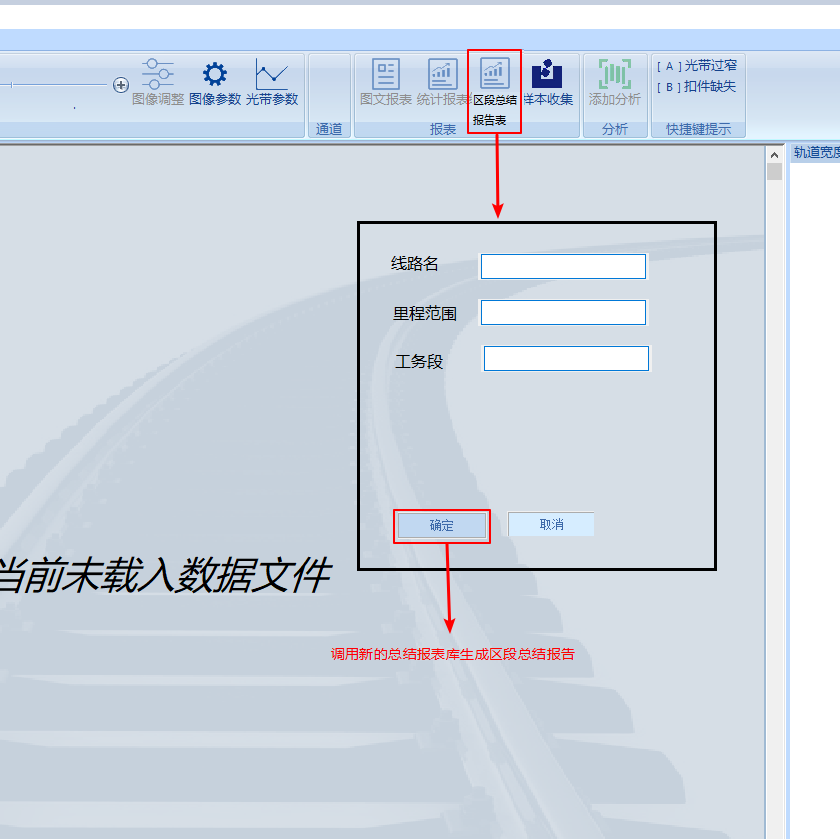 图像调整 图像参数 光带参数
通道
图文报表 统计报表 区段总结报告表 样本收集
报表
添加分析
分析
[ A ] 光带过窄
[ B ] 扣件缺失
快捷键提示
轨道宽度
线路名
里程范围
工务段
确定 取消
当前未载入数据文件
调用新的总结报表库生成区段总结报告